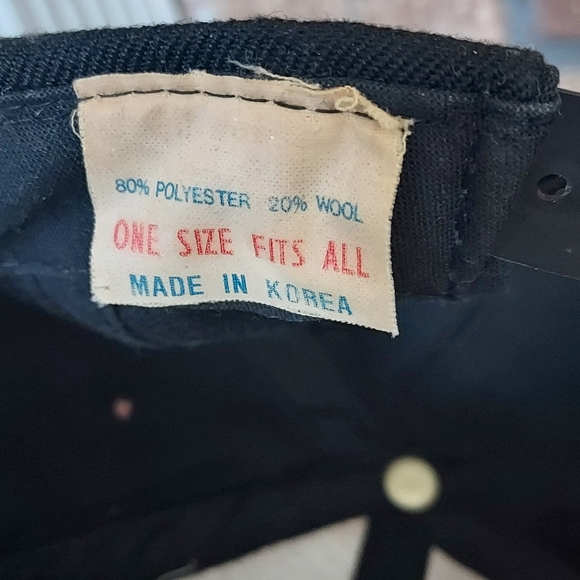 80% POLYESTER 20% WOOL
ONE SIZE FITS ALL
MADE IN KOREA